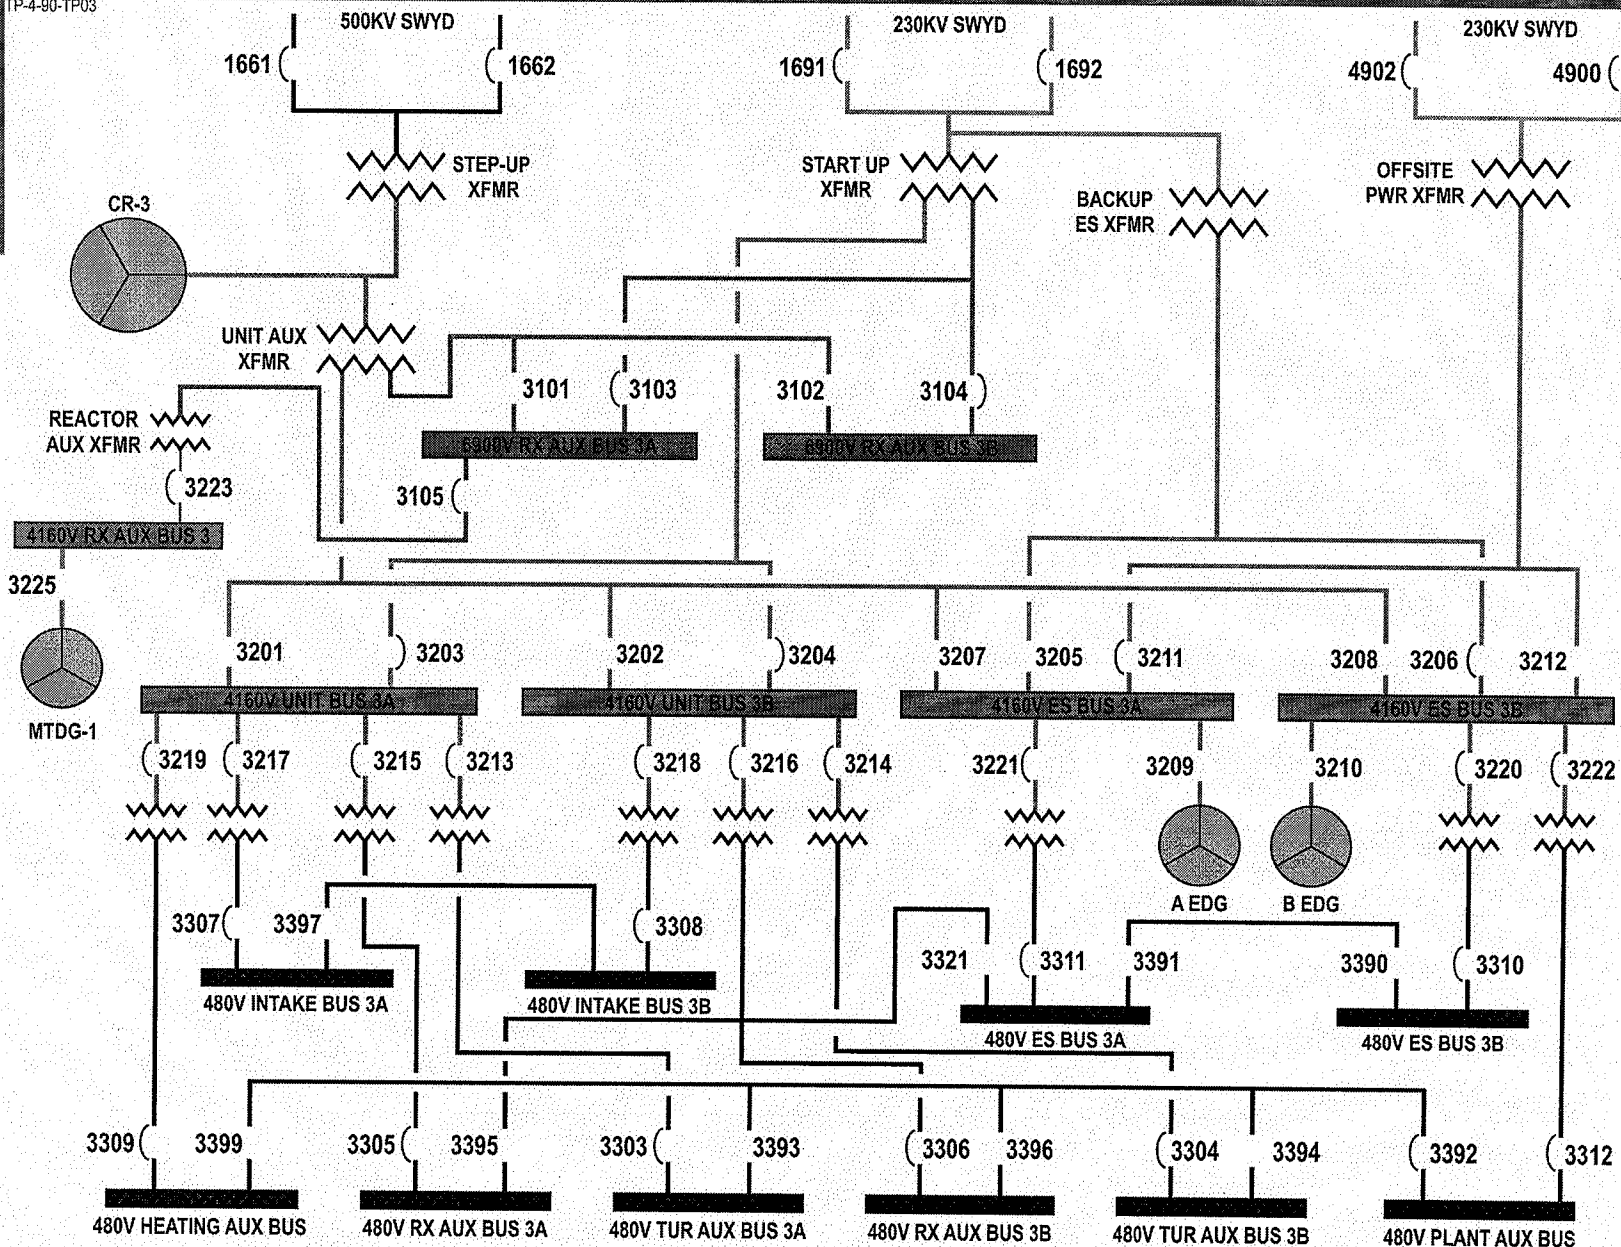 TP-4-90-TP03
500KV SWYD
230KV SWYD
230KV SWYD
1661
1662
1691
1692
4902
4900
STEP-UP
XFMR
START UP
XFMR
BACKUP
ES XFMR
OFFSITE
PWR XFMR
CR-3
UNIT AUX
XFMR
3101
3103
3102
3104
REACTOR
AUX XFMR
6900V RX AUX BUS 3A
6900V RX AUX BUS 3B
3223
3105
4160V RX AUX BUS 3
3225
MTDG-1
3201
3203
3202
3204
3207
3205
3211
3208
3206
3212
4160V UNIT BUS 3A
4160V UNIT BUS 3B
4160V ES BUS 3A
4160V ES BUS 3B
3219
3217
3215
3213
3218
3216
3214
3221
3209
3210
3220
3222
A EDG
B EDG
3307
3397
3308
3321
3311
3391
3390
3310
480V INTAKE BUS 3A
480V INTAKE BUS 3B
480V ES BUS 3A
480V ES BUS 3B
3309
3399
3305
3395
3303
3393
3306
3396
3304
3394
3392
3312
480V HEATING AUX BUS
480V RX AUX BUS 3A
480V TUR AUX BUS 3A
480V RX AUX BUS 3B
480V TUR AUX BUS 3B
480V PLANT AUX BUS